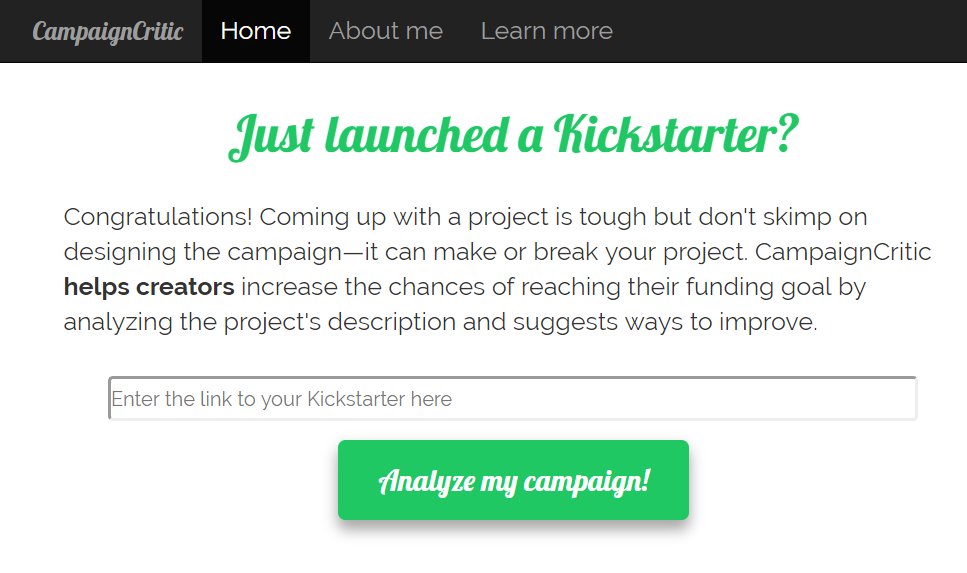 CampaignCritic Home About me Learn more
Just launched a Kickstarter?
Congratulations! Coming up with a project is tough but don't skimp on
designing the campaign—it can make or break your project. CampaignCritic
helps creators increase the chances of reaching their funding goal by
analyzing the project's description and suggests ways to improve.
Enter the link to your Kickstarter here
Analyze my campaign!